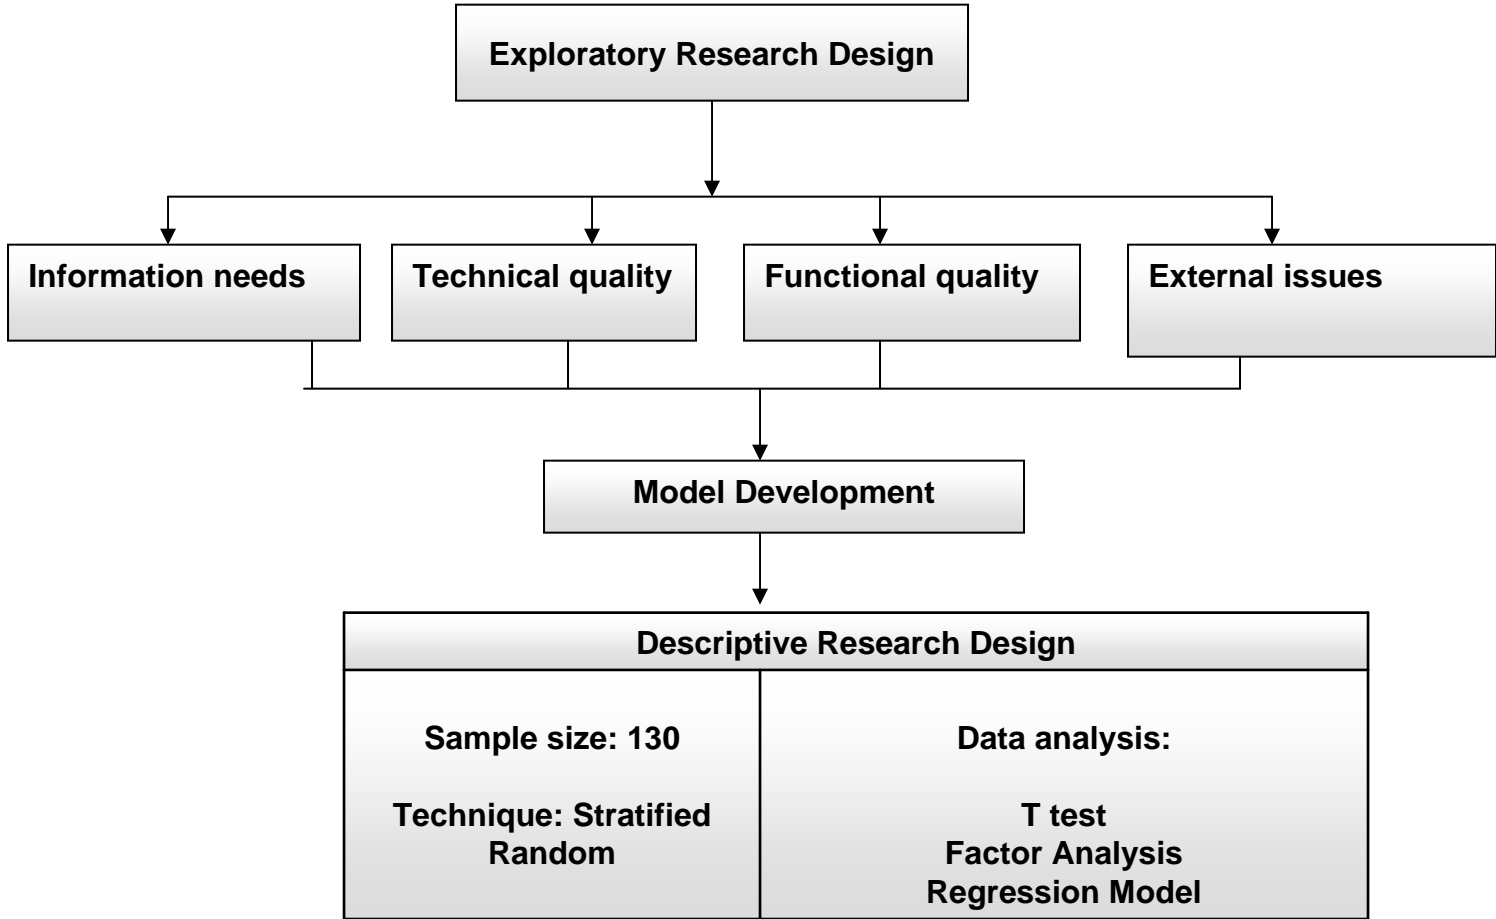 Exploratory Research Design
Information needs
Technical quality
Functional quality
External issues
Model Development
Descriptive Research Design
Sample size: 130
Technique: Stratified
Random
Data analysis:
T test
Factor Analysis
Regression Model